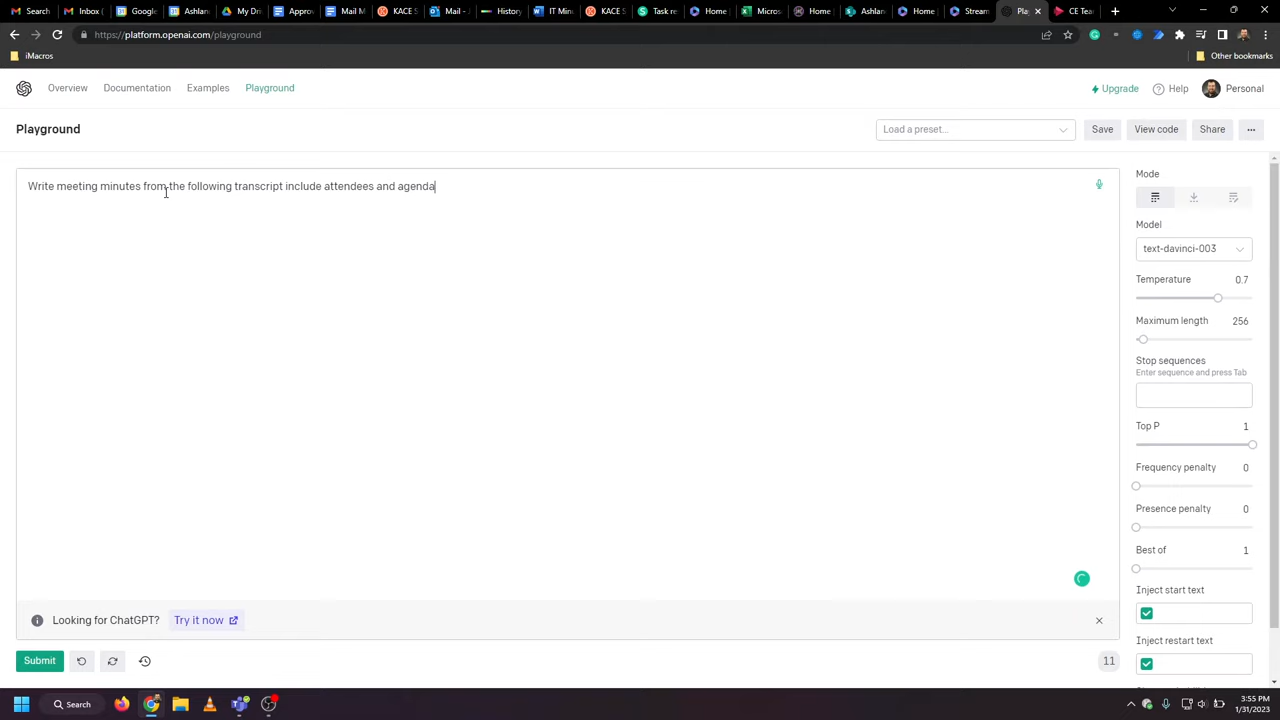 Search
Inbox (
Google
Ashlan
My Dri
Approv
Mail M
KACE S
Mail -
History
IT Min
KACE S
Task re
Home |
Micros
Home |
Ashlan
Home |
Stream
Pla
CE Tea
https://platform.openai.com/playground
iMacros
Other bookmarks
Overview
Documentation
Examples
Playground
Upgrade
Help
Personal
Playground
Load a preset...
Save
View code
Share
Write meeting minutes from the following transcript include attendees and agenda
Mode
Model
text-davinci-003
Temperature 0.7
Maximum length 256
Stop sequences
Enter sequence and press Tab
Top P 1
Frequency penalty 0
Presence penalty 0
Best of 1
Inject start text
Inject restart text
Looking for ChatGPT? Try it now
Submit
11
Search
3:55 PM
1/31/2023